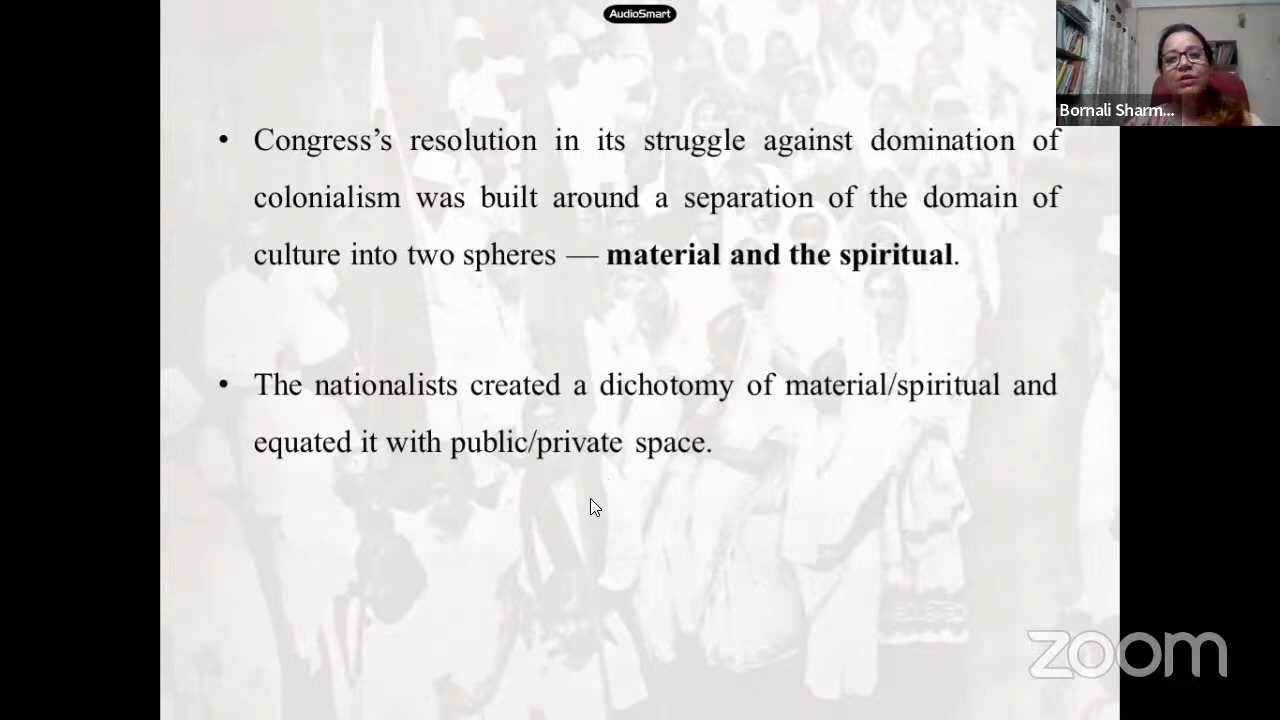 AudioSmart
Bornali Sharm...
• Congress’s resolution in its struggle against domination of
colonialism was built around a separation of the domain of
culture into two spheres — material and the spiritual.
• The nationalists created a dichotomy of material/spiritual and
equated it with public/private space.
zoom